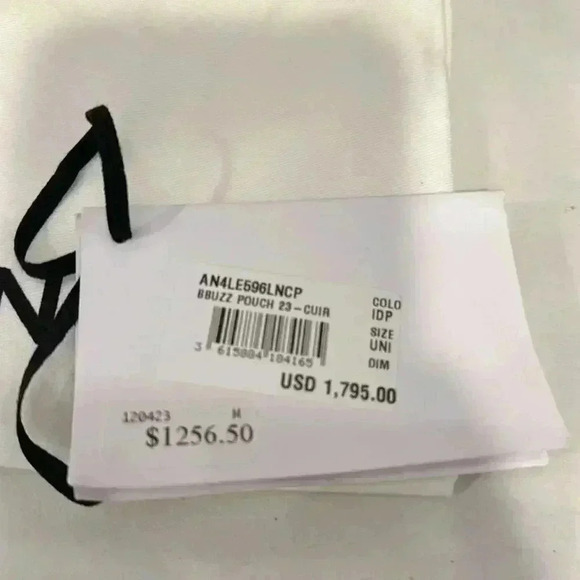 AN4LE596LNCP
BBUZZ POUCH 23-CUIR
COLO
IDP
SIZE
UNI
DIM
3 615884 184165
USD 1,795.00
120423 M
$1256.50